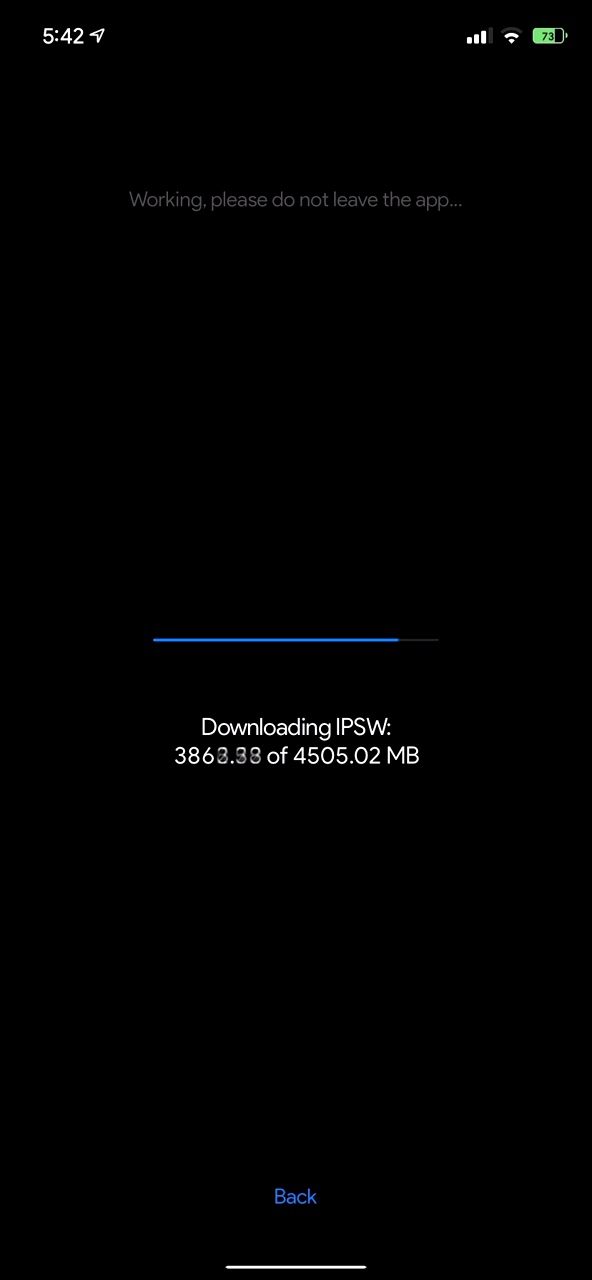 5:42
73
Working, please do not leave the app...
Downloading IPSW:
of 4505.02 MB
Back